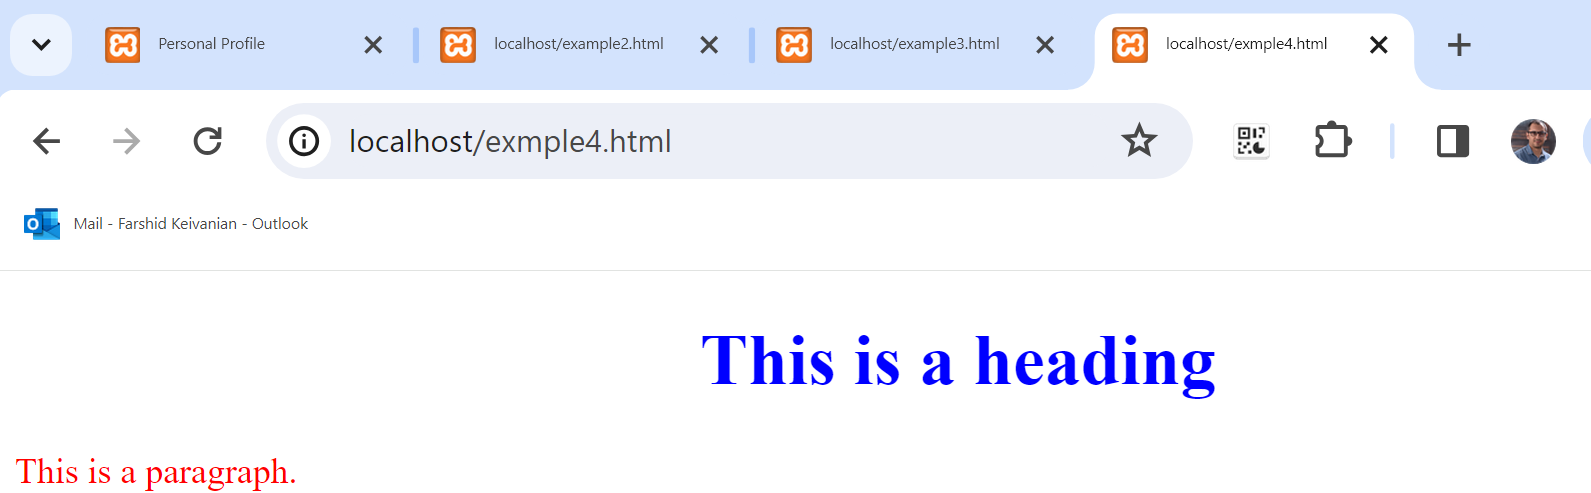 Personal Profile
localhost/example2.html
localhost/example3.html
localhost/exmple4.html
localhost/exmple4.html
Mail - Farshid Keivanian - Outlook
This is a heading
This is a paragraph.